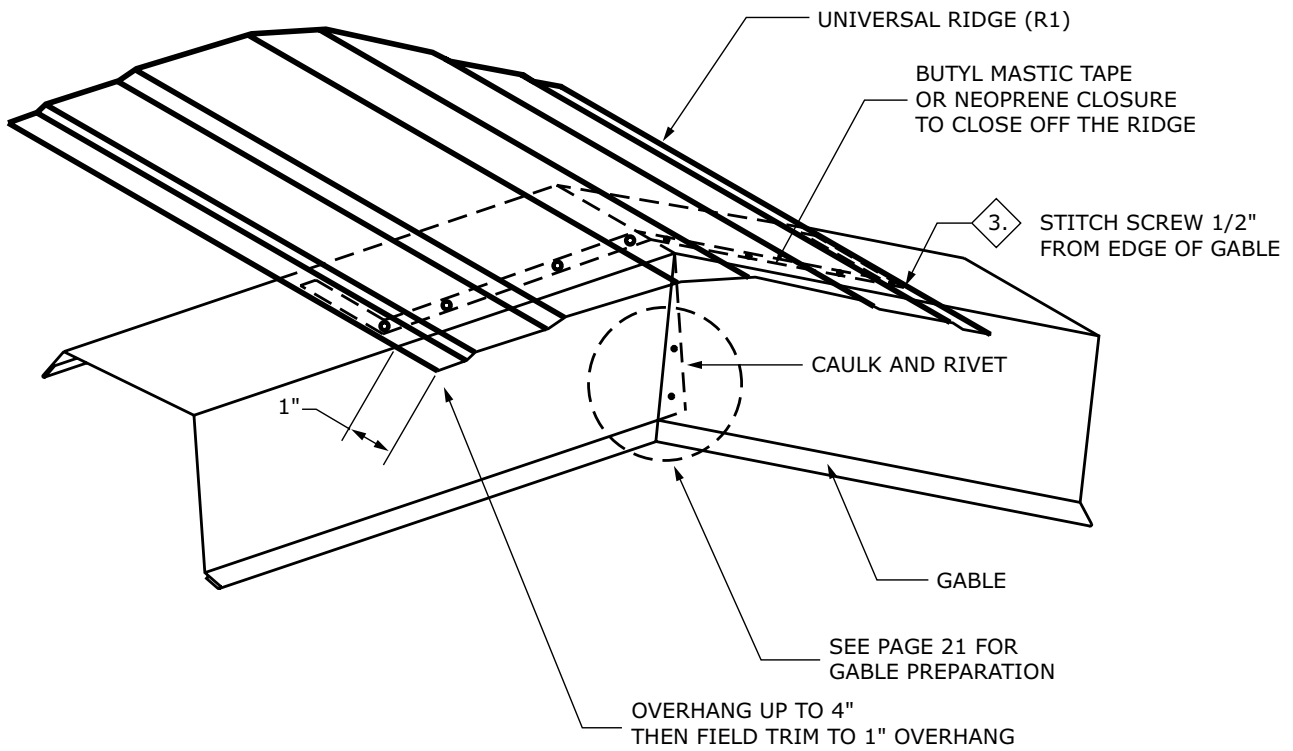 UNIVERSAL RIDGE (R1)
BUTYL MASTIC TAPE
OR NEOPRENE CLOSURE
TO CLOSE OFF THE RIDGE
3.
STITCH SCREW 1/2"
FROM EDGE OF GABLE
CAULK AND RIVET
1"
GABLE
SEE PAGE 21 FOR
GABLE PREPARATION
OVERHANG UP TO 4"
THEN FIELD TRIM TO 1" OVERHANG